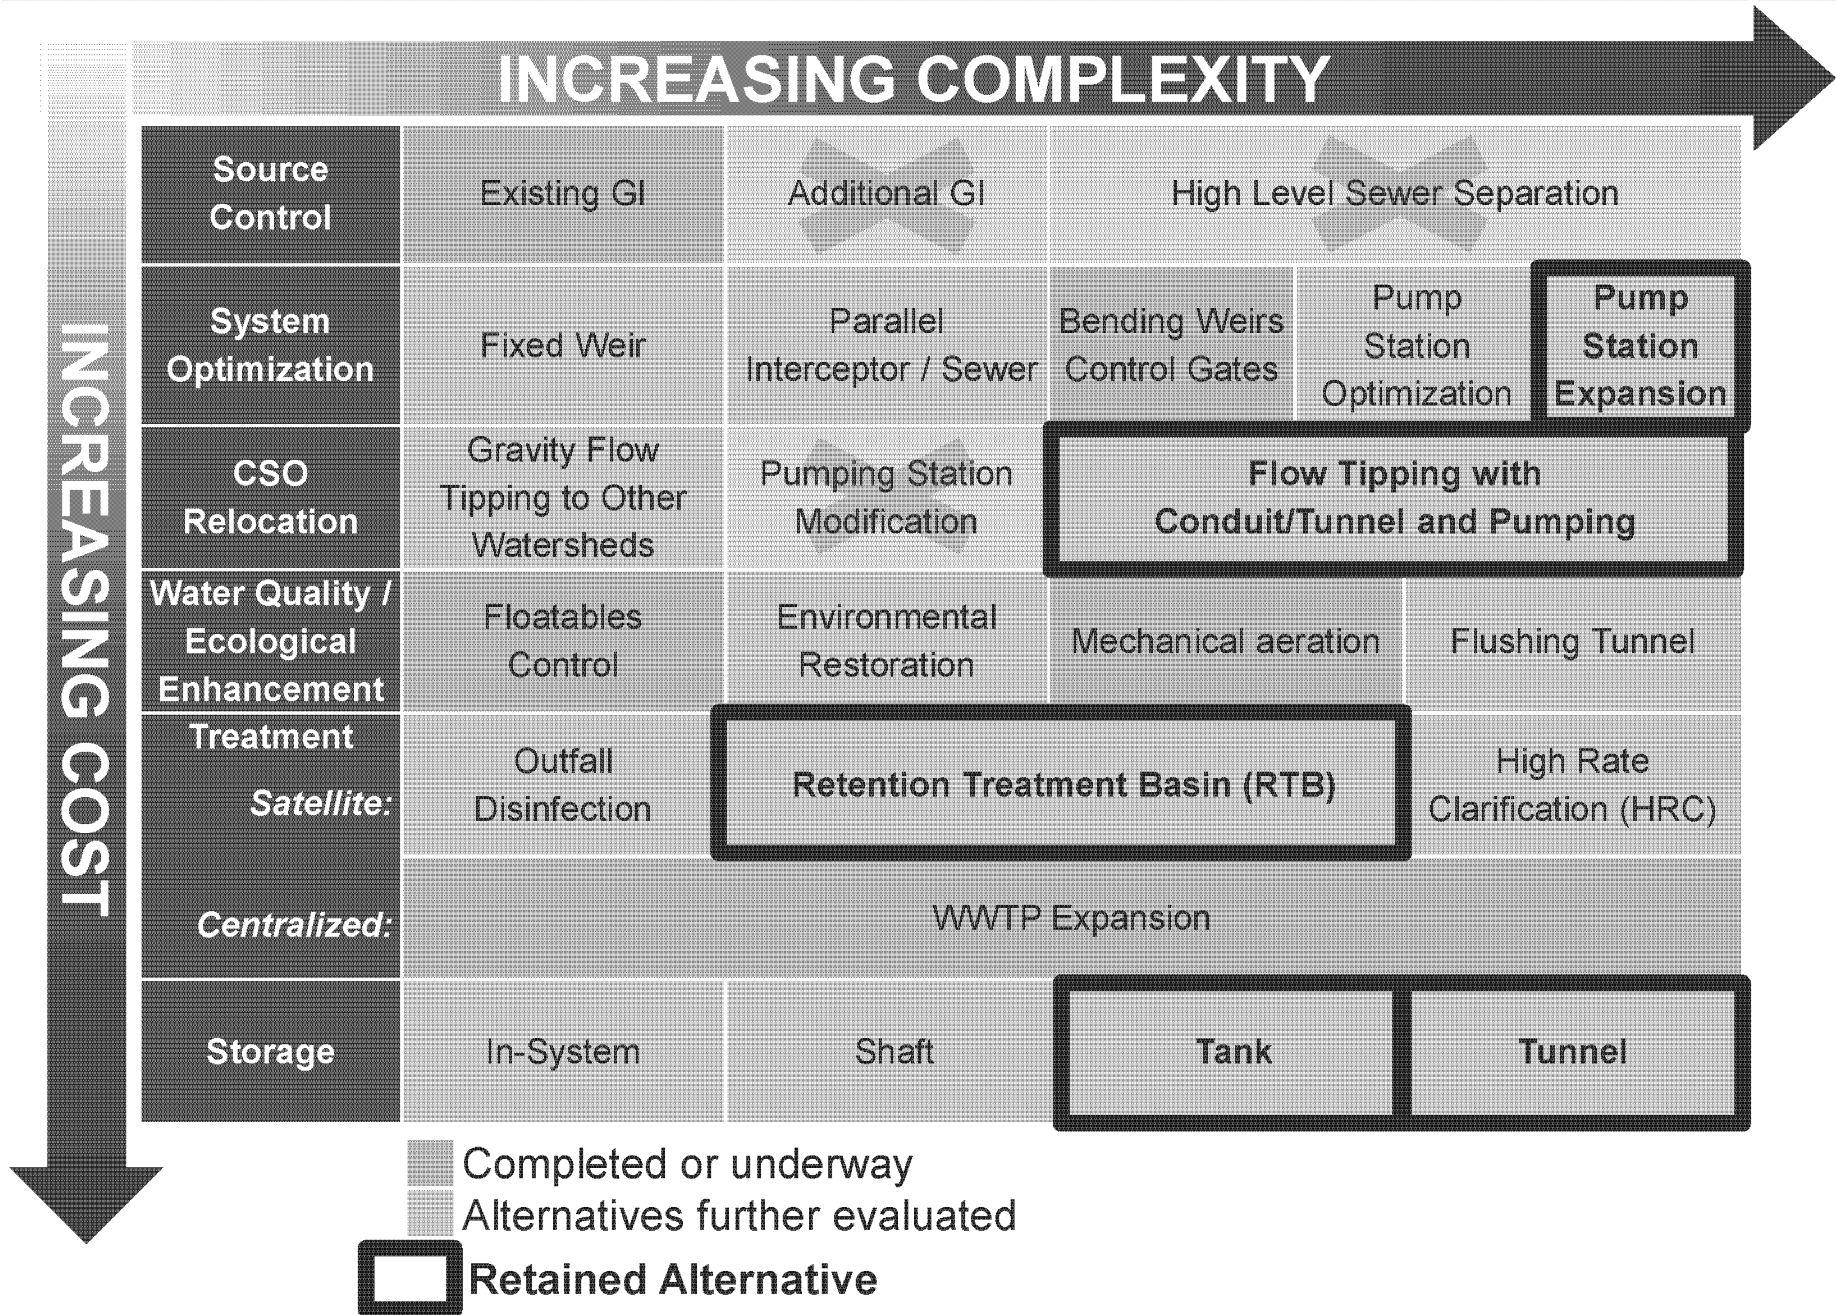 INCREASING COMPLEXITY
INCREASING COST
Source
Control
Existing GI
Additional GI
High Level Sewer Separation
System
Optimization
Fixed Weir
Parallel
Interceptor / Sewer
Bending Weirs
Control Gates
Pump
Station
Optimization
Pump
Station
Expansion
CSO
Relocation
Gravity Flow
Tipping to Other
Watersheds
Pumping Station
Modification
Flow Tipping with
Conduit/Tunnel and Pumping
Water Quality /
Ecological
Enhancement
Floatables
Control
Environmental
Restoration
Mechanical aeration
Flushing Tunnel
Treatment
Satellite:
Outfall
Disinfection
Retention Treatment Basin (RTB)
High Rate
Clarification (HRC)
Centralized:
WWTP Expansion
Storage
In-System
Shaft
Tank
Tunnel
Completed or underway
Alternatives further evaluated
Retained Alternative